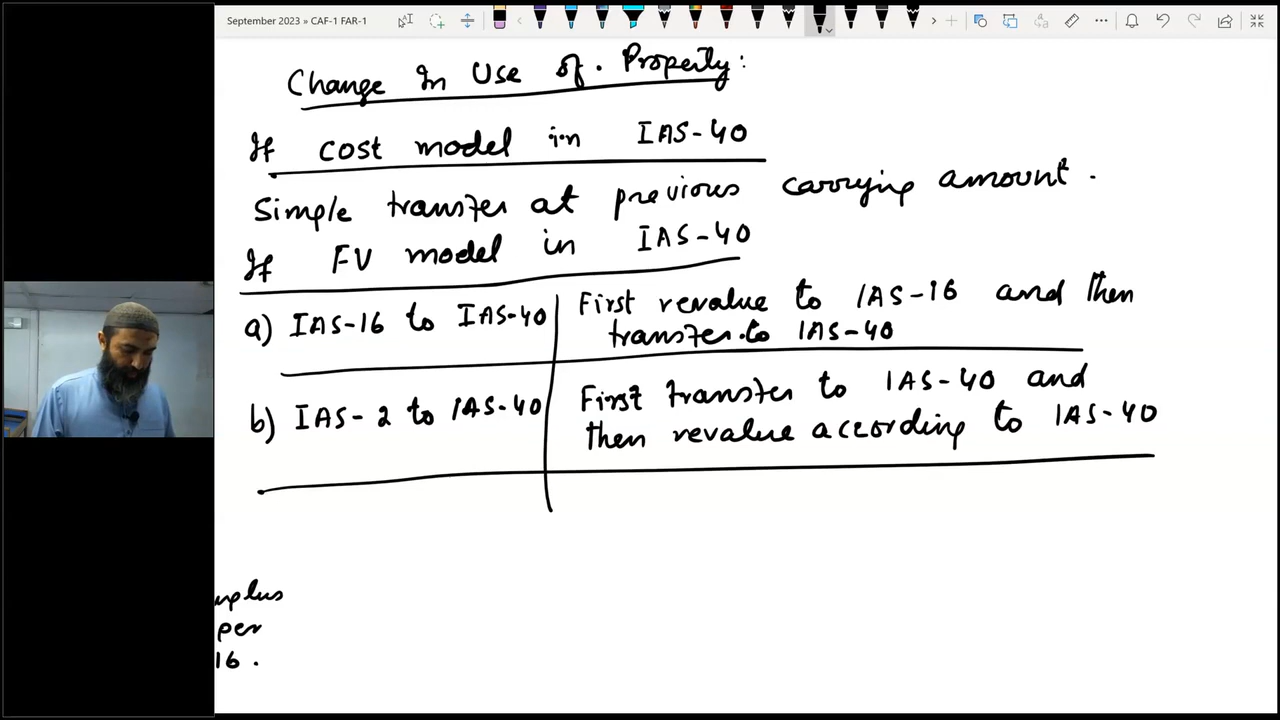 September 2023 » CAF-1 FAR-1
Change In Use of. Property:
If cost model in IAS-40
Simple transfer at previous carrying amount.
If FV model in IAS-40
a) IAS-16 to IAS-40
First revalue to IAS-16 and then
transfer.to IAS-40
b) IAS-2 to IAS-40
First transfer to IAS-40 and
then revalue according to IAS-40
per
16.